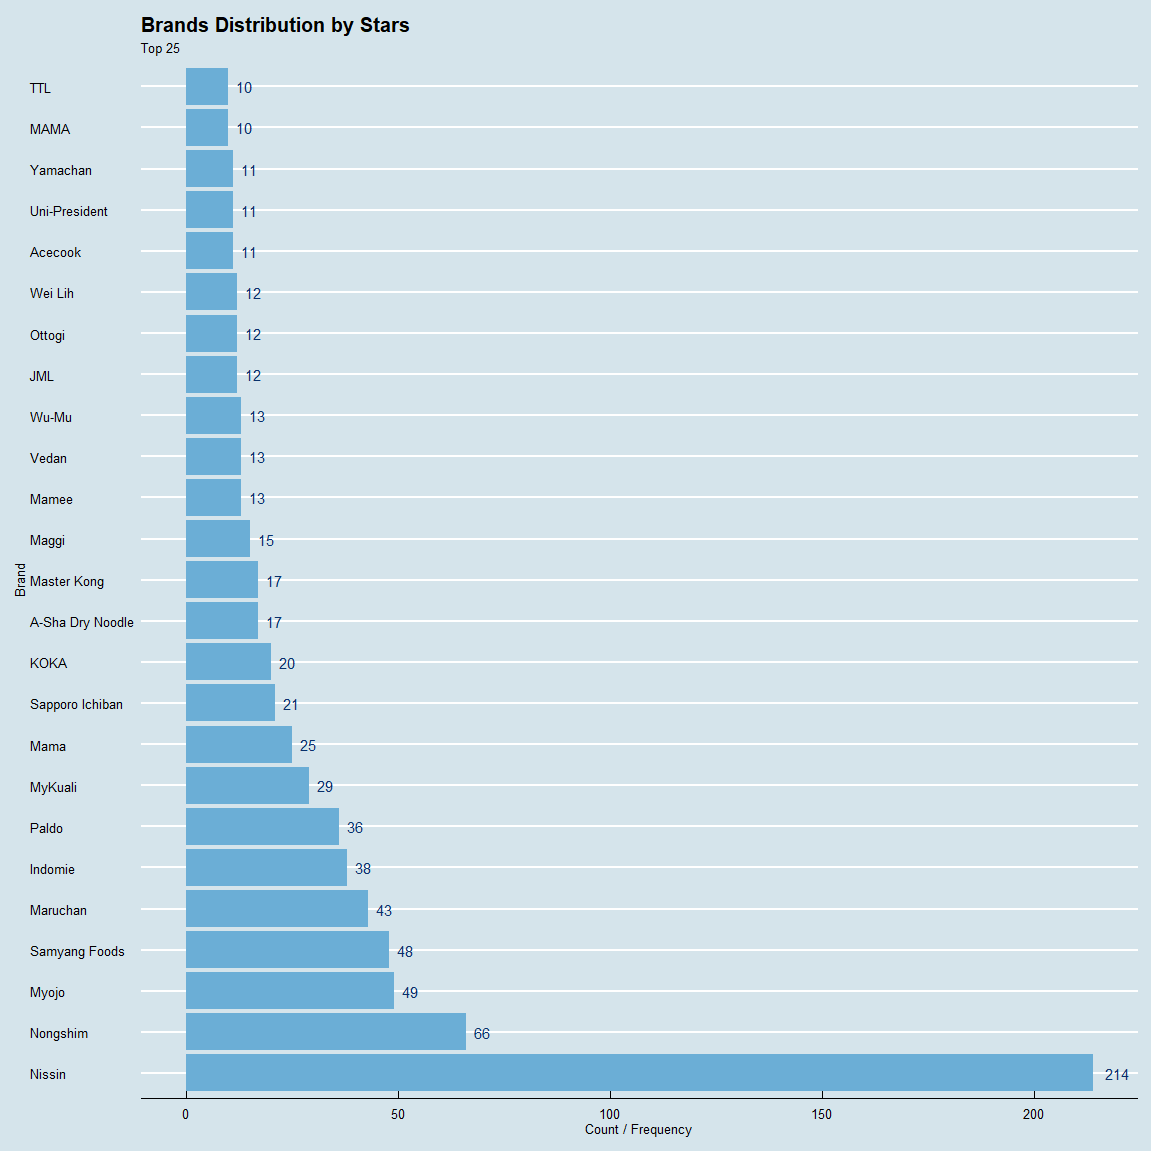 Brands Distribution by Stars
Top 25
TTL 10
MAMA 10
Yamachan 11
Uni-President 11
Acecook 11
Wei Lih 12
Ottogi 12
JML 12
Wu-Mu 13
Vedan 13
Mamee 13
Maggi 15
Brand
Master Kong 17
A-Sha Dry Noodle 17
KOKA 20
Sapporo Ichiban 21
Mama 25
MyKuali 29
Paldo 36
Indomie 38
Maruchan 43
Samyang Foods 48
Myojo 49
Nongshim 66
Nissin 214
0 50 100 150 200
Count / Frequency